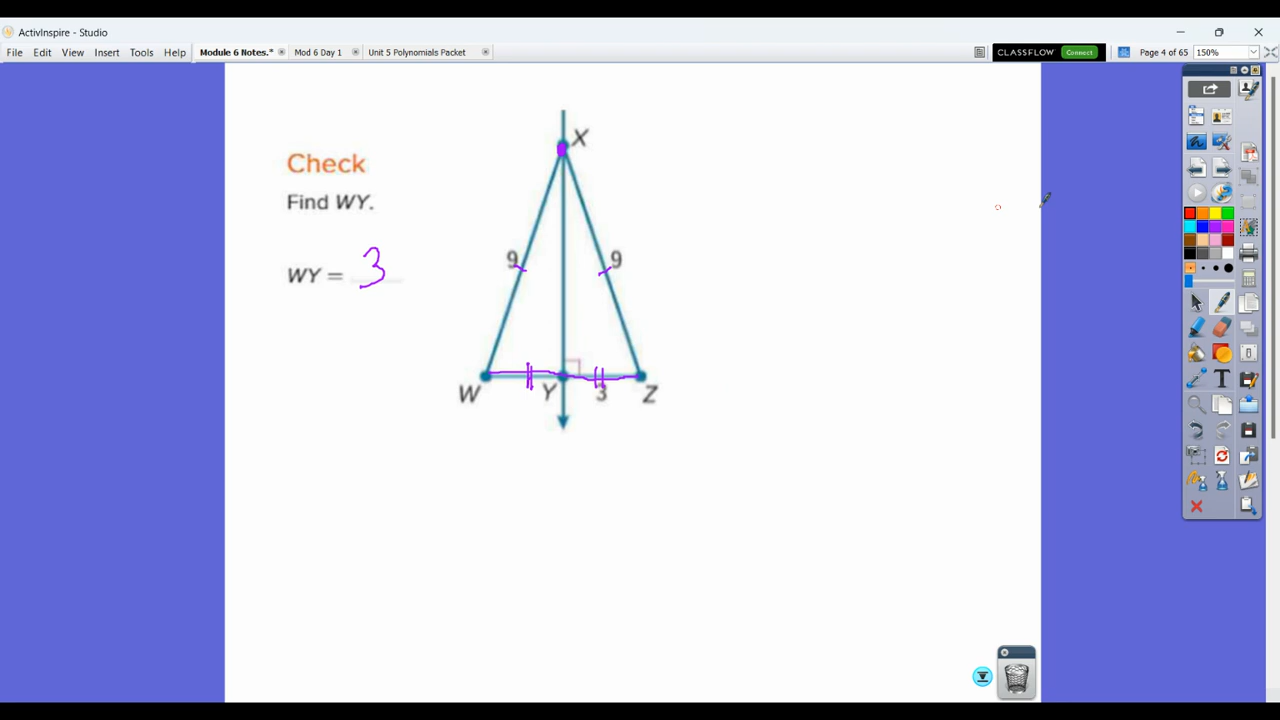 ActivInspire - Studio
File Edit View Insert Tools Help
Module 6 Notes.* Mod 6 Day 1 Unit 5 Polynomials Packet
CLASSFLOW Connect Page 4 of 65 150%
X
Check
Find WY.
9 9
WY = 3
W Y 3 Z